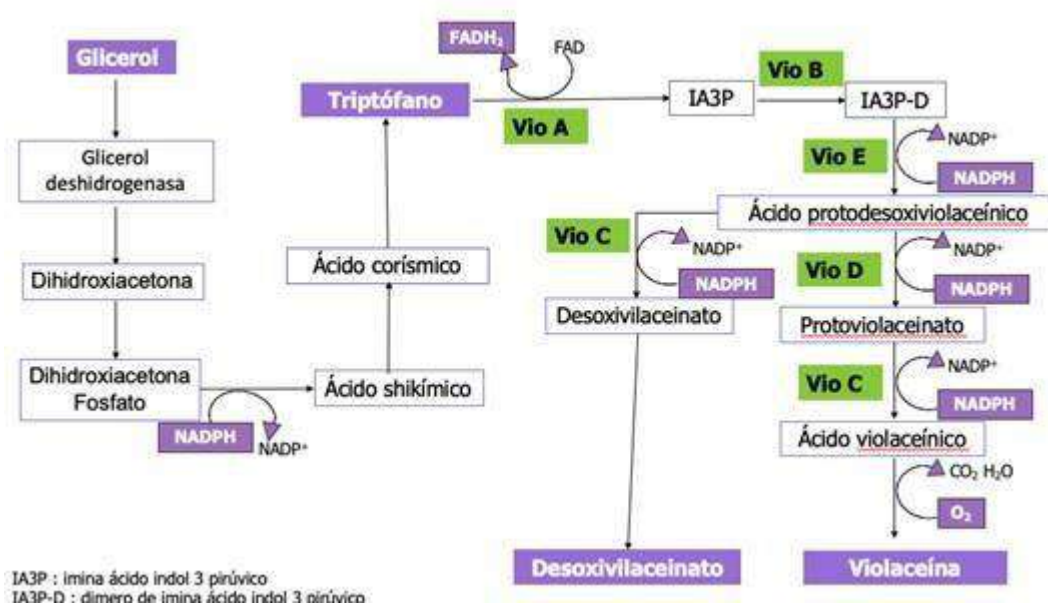 Glicerol
Glicerol
deshidrogenasa
Dihidroxiacetona
Dihidroxiacetona
Fosfato
NADPH
NADP⁺
Ácido shikímico
Ácido corísmico
Triptófano
FADH₂
FAD
Vio A
IA3P
Vio B
IA3P-D
Vio E
NADP⁺
NADPH
Ácido protodesoxiviolaceínico
Vio C
NADP⁺
NADPH
Desoxivilaceinato
Desoxivilaceinato
Vio D
NADP⁺
NADPH
Protoviolaceinato
Vio C
NADP⁺
NADPH
Ácido violaceínico
CO₂ H₂O
O₂
Violaceína
IA3P : imina ácido indol 3 pirúvico
IA3P-D : dimero de imina ácido indol 3 pirúvico